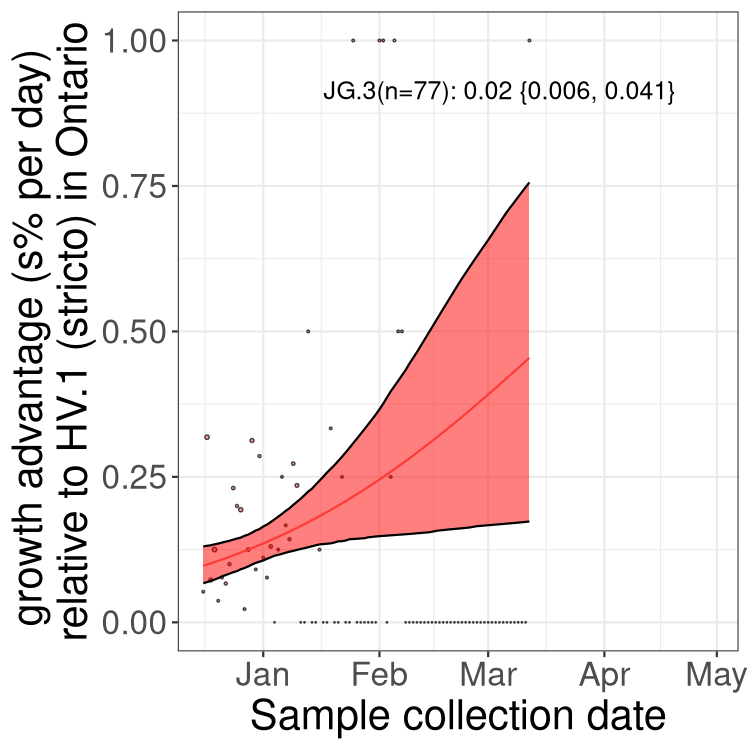 growth advantage (s% per day)
relative to HV.1 (stricto) in Ontario
1.00
JG.3(n=77): 0.02 {0.006, 0.041}
0.75
0.50
0.25
0.00
Jan Feb Mar Apr May
Sample collection date